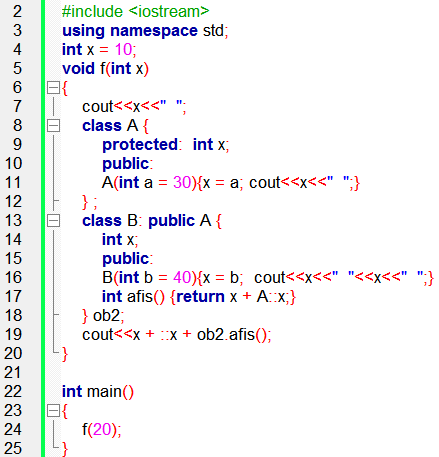 2 #include <iostream>
3 using namespace std;
4 int x = 10;
5 void f(int x)
6 {
7 cout<<x<<"  ";
8 class A {
9 protected:  int x;
10 public:
11 A(int a = 30){x = a; cout<<x<<"  ";}
12 } ;
13 class B: public A {
14 int x;
15 public:
16 B(int b = 40){x = b;  cout<<x<<"  "<<x<<"  ";}
17 int afis() {return x + A::x;}
18 } ob2;
19 cout<<x + ::x + ob2.afis();
20 }
21
22 int main()
23 {
24 f(20);
25 }